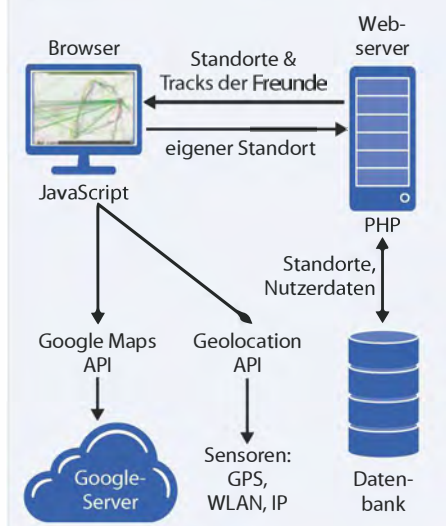 Browser
Web-
server
Standorte &
Tracks der Freunde
eigener Standort
JavaScript
PHP
Standorte,
Nutzerdaten
Google Maps
API
Geolocation
API
Google-
Server
Sensoren:
GPS,
WLAN, IP
Daten-
bank